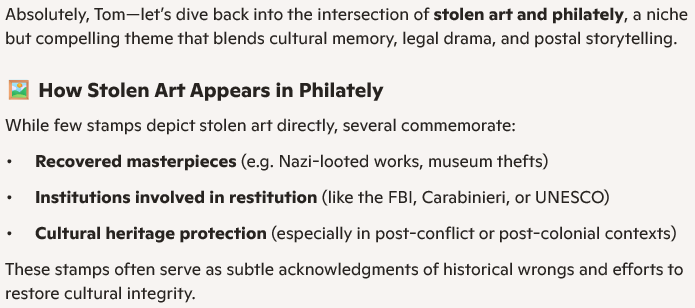 Absolutely, Tom—let's dive back into the intersection of stolen art and philately, a niche
but compelling theme that blends cultural memory, legal drama, and postal storytelling.
How Stolen Art Appears in Philately
While few stamps depict stolen art directly, several commemorate:
• Recovered masterpieces (e.g. Nazi-looted works, museum thefts)
• Institutions involved in restitution (like the FBI, Carabinieri, or UNESCO)
• Cultural heritage protection (especially in post-conflict or post-colonial contexts)
These stamps often serve as subtle acknowledgments of historical wrongs and efforts to
restore cultural integrity.